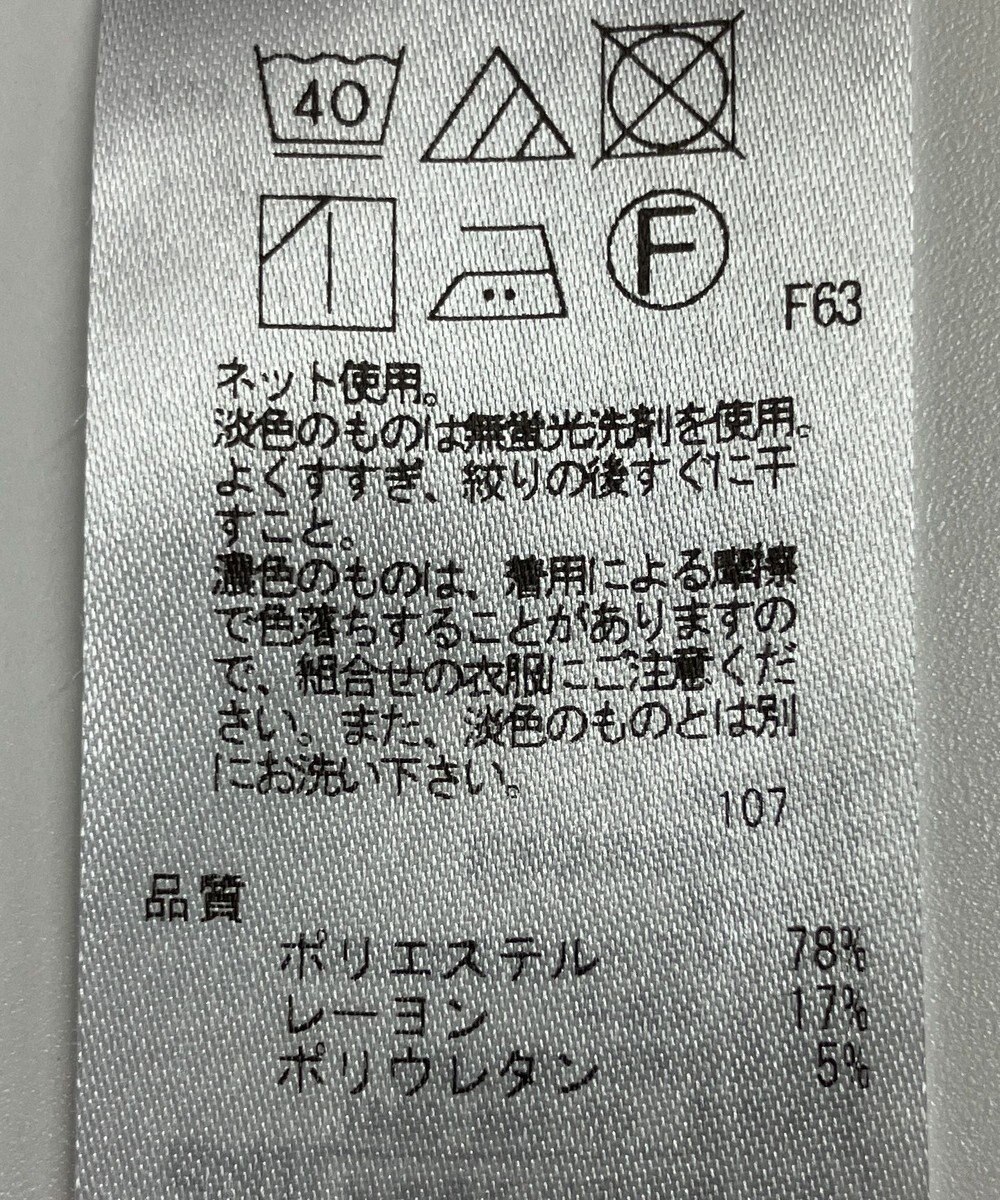 40
F
F63
ネット使用。
淡色のものは無蛍光洗剤を使用。
よくすすぎ、絞りの後すぐに干
すこと。
濃色のものは、着用による摩擦
で色落ちすることがありますの
で、組合せの衣服にご注意くだ
さい。また、淡色のものとは別
にお洗い下さい。
107
品質
ポリエステル 78%
レーヨン 17%
ポリウレタン 5%